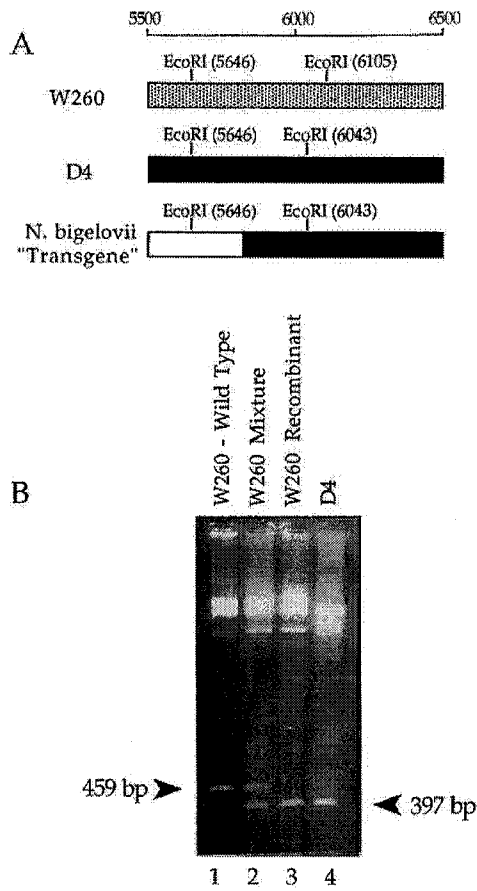 5500 6000 6500
A
EcoRI (5646) EcoRI (6105)
W260
EcoRI (5646) EcoRI (6043)
D4
EcoRI (5646) EcoRI (6043)
N. bigelovii
"Transgene"
B
W260 - Wild Type
W260 Mixture
W260 Recombinant
D4
459 bp
397 bp
1 2 3 4